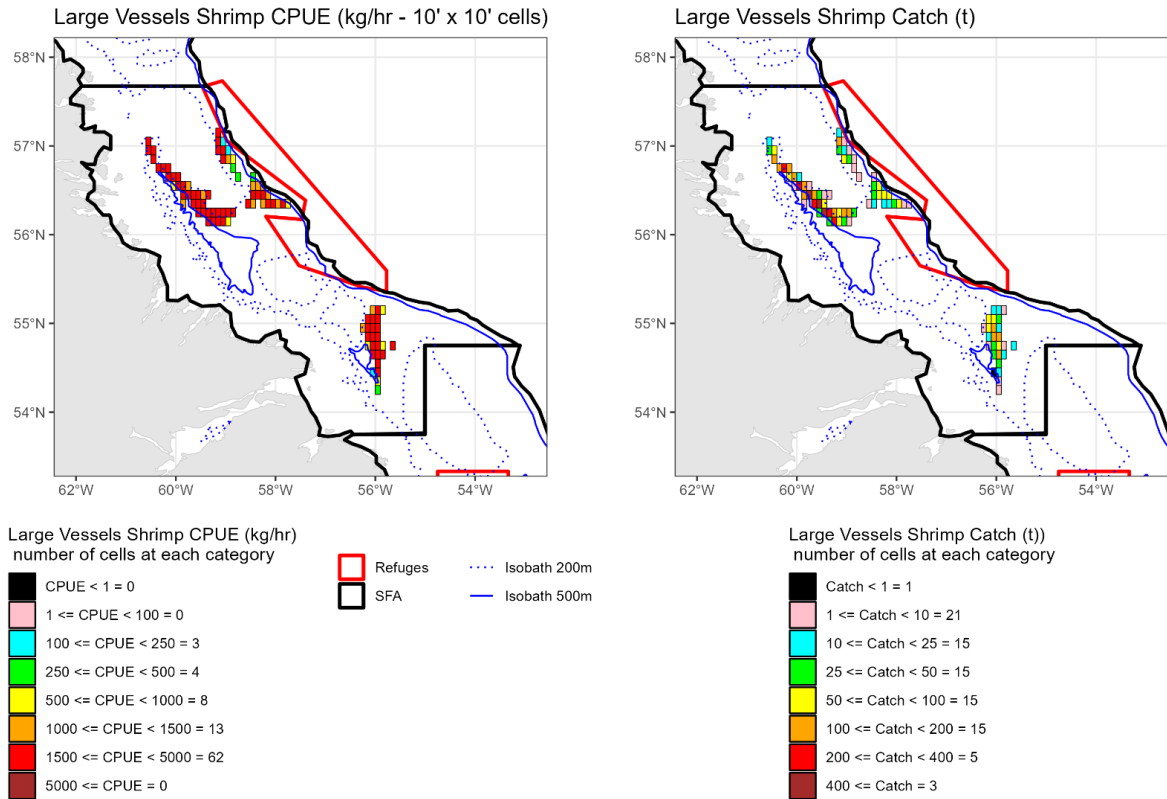 Large Vessels Shrimp CPUE (kg/hr - 10' x 10' cells)
58°N
57°N
56°N
55°N
54°N
62°W
60°W
58°W
56°W
54°W
Large Vessels Shrimp Catch (t)
58°N
57°N
56°N
55°N
54°N
62°W
60°W
58°W
56°W
54°W
Large Vessels Shrimp CPUE (kg/hr)
number of cells at each category
CPUE < 1 = 0
1 <= CPUE < 100 = 0
100 <= CPUE < 250 = 3
250 <= CPUE < 500 = 4
500 <= CPUE < 1000 = 8
1000 <= CPUE < 1500 = 13
1500 <= CPUE < 5000 = 62
5000 <= CPUE = 0
Refuges
SFA
Isobath 200m
Isobath 500m
Large Vessels Shrimp Catch (t))
number of cells at each category
Catch < 1 = 1
1 <= Catch < 10 = 21
10 <= Catch < 25 = 15
25 <= Catch < 50 = 15
50 <= Catch < 100 = 15
100 <= Catch < 200 = 15
200 <= Catch < 400 = 5
400 <= Catch = 3